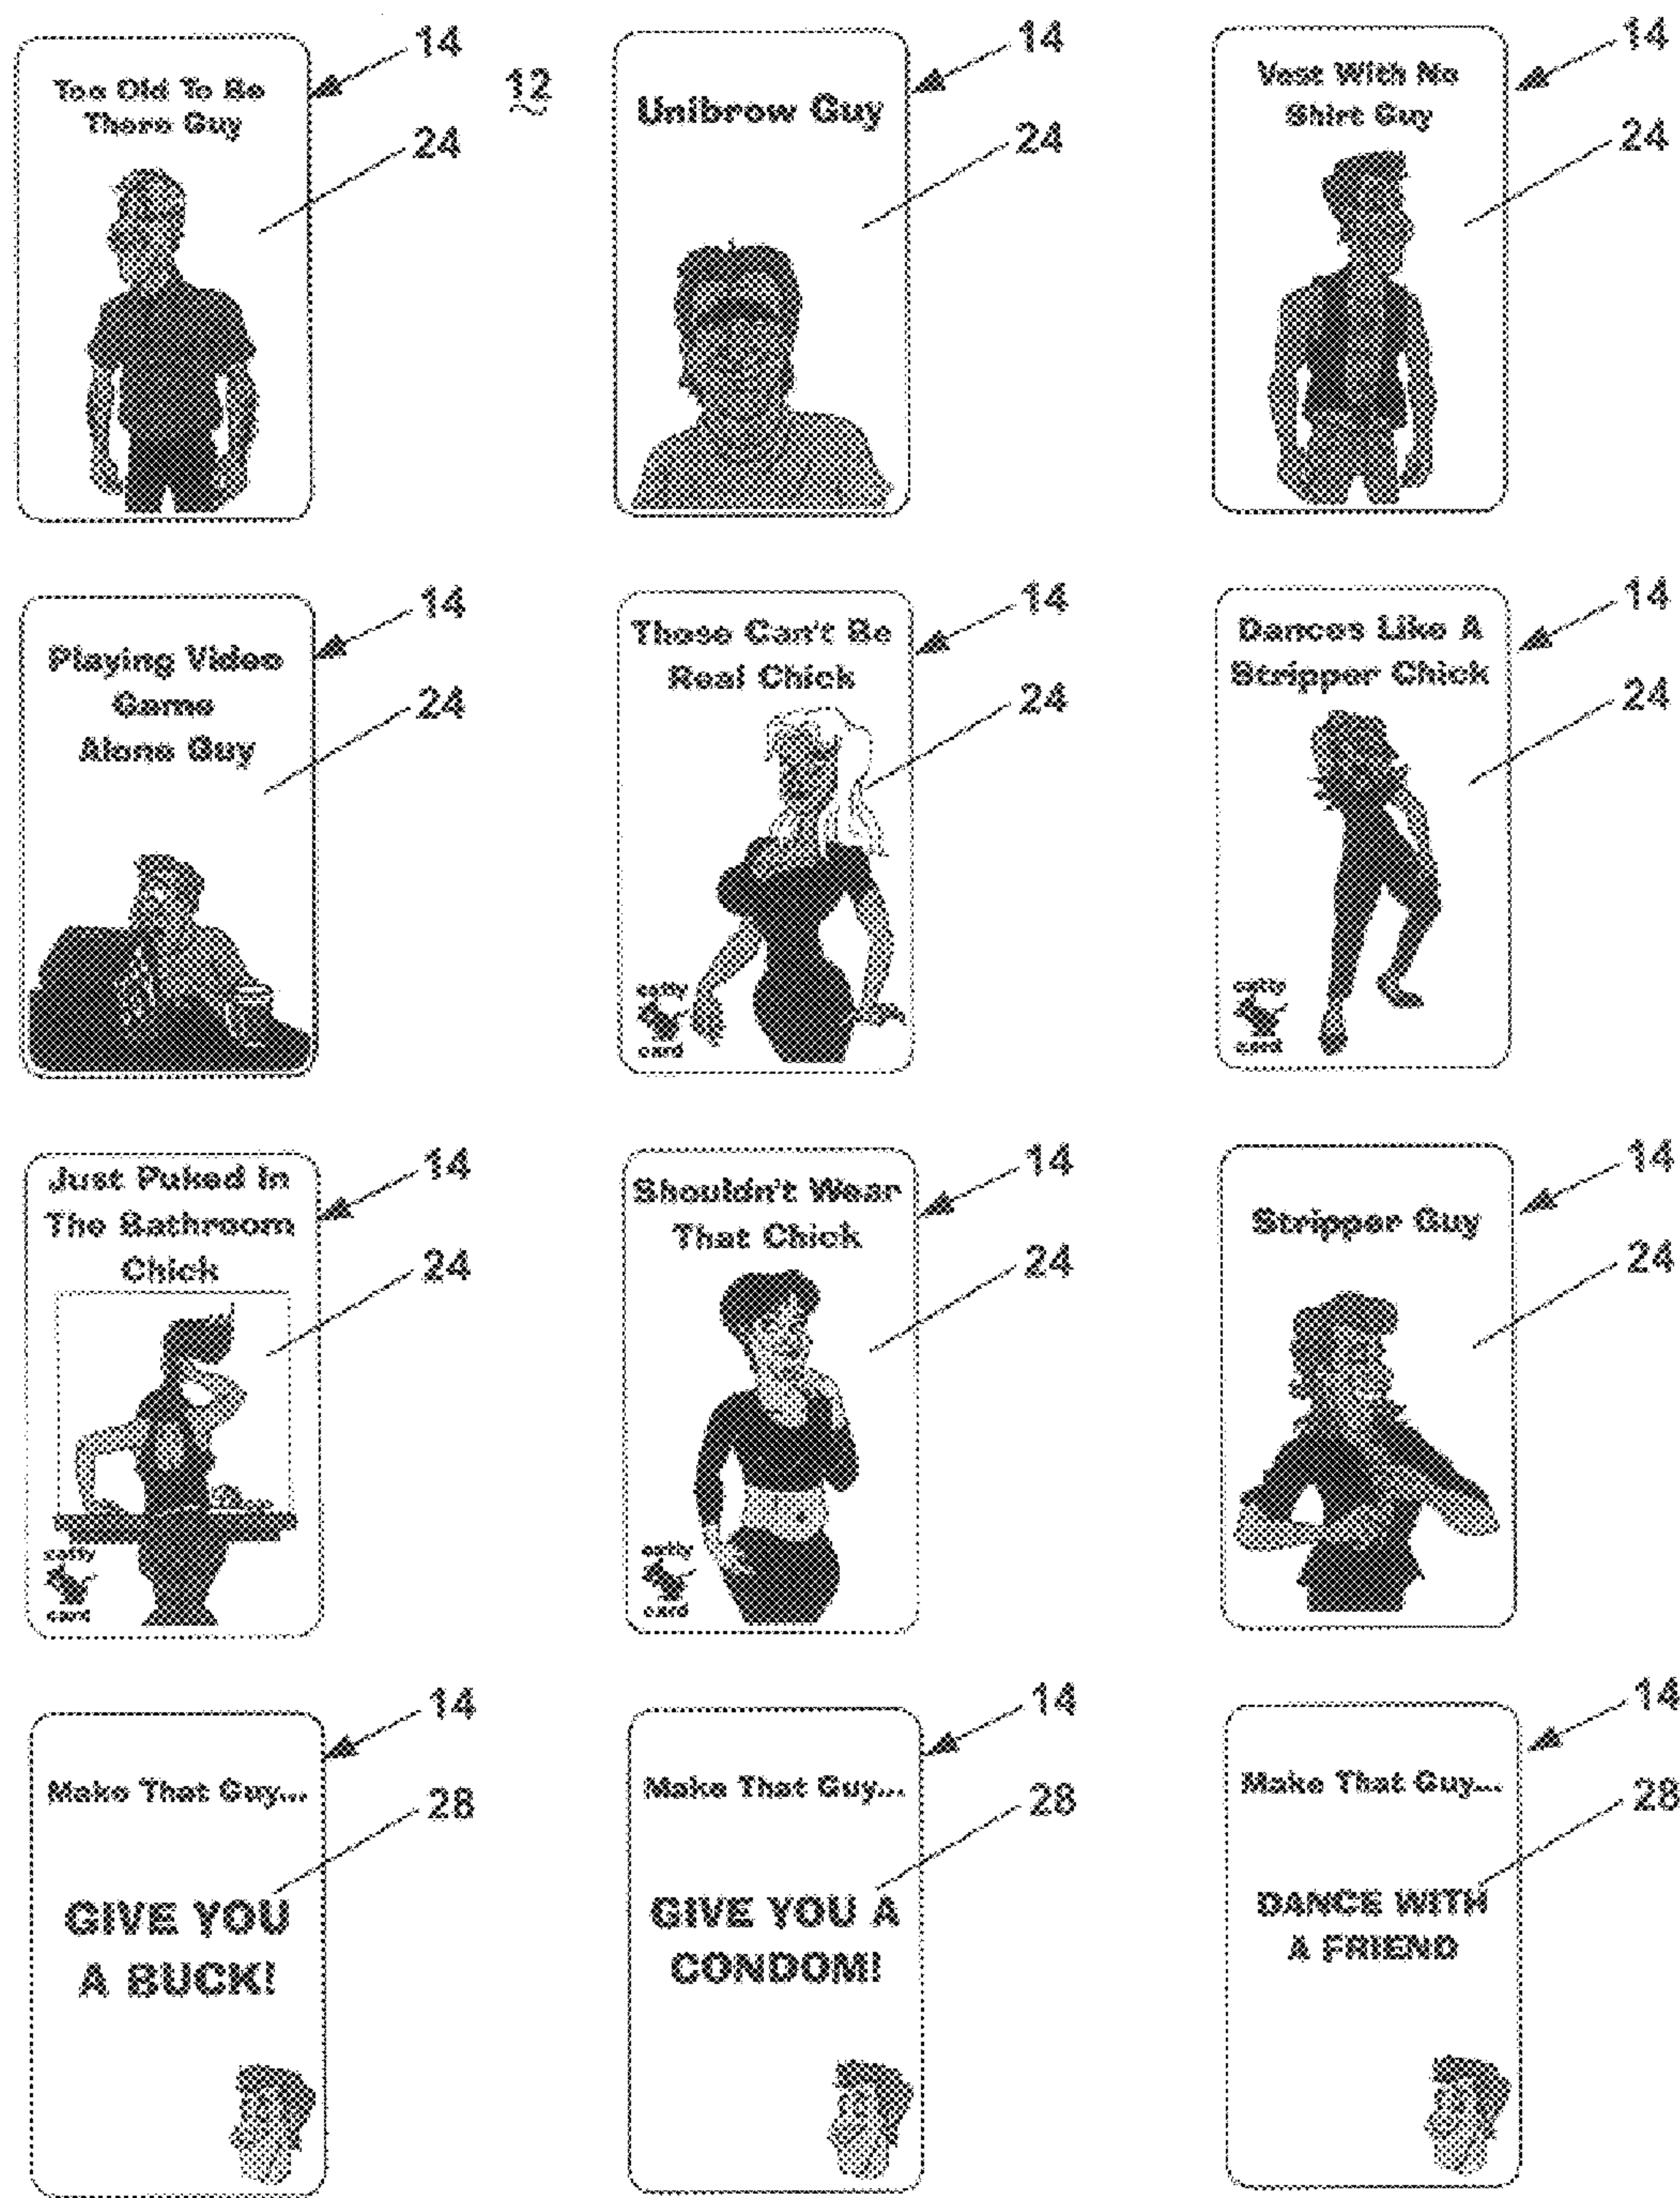 14
14
14
12
Too Old To Be
There Guy
Unibrow Guy
Vest With No
Shirt Guy
24
24
24
14
14
14
Playing Video
Game
Alone Guy
Those Can't Be
Real Chick
Dances Like A
Stripper Chick
24
24
24
catty
card
catty
card
14
14
14
Just Puked In
The Bathroom
Chick
Shouldn't Wear
That Chick
Stripper Guy
24
24
24
catty
card
catty
card
14
14
14
Make That Guy...
Make That Guy...
Make That Guy...
28
28
28
GIVE YOU
A BUCK!
GIVE YOU A
CONDOM!
DANCE WITH
A FRIEND